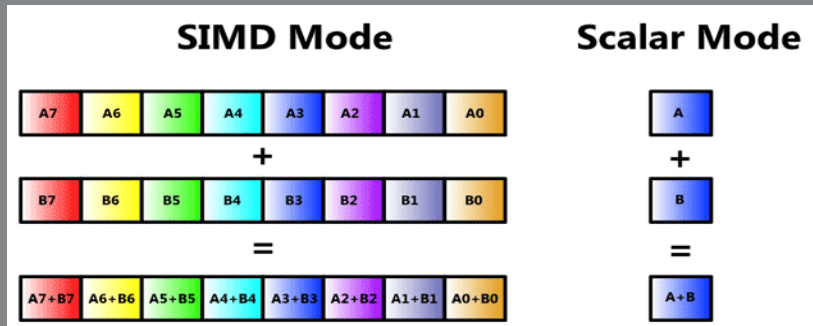 SIMD Mode Scalar Mode
A7 A6 A5 A4 A3 A2 A1 A0 A
+ +
B7 B6 B5 B4 B3 B2 B1 B0 B
= =
A7+B7 A6+B6 A5+B5 A4+B4 A3+B3 A2+B2 A1+B1 A0+B0 A+B